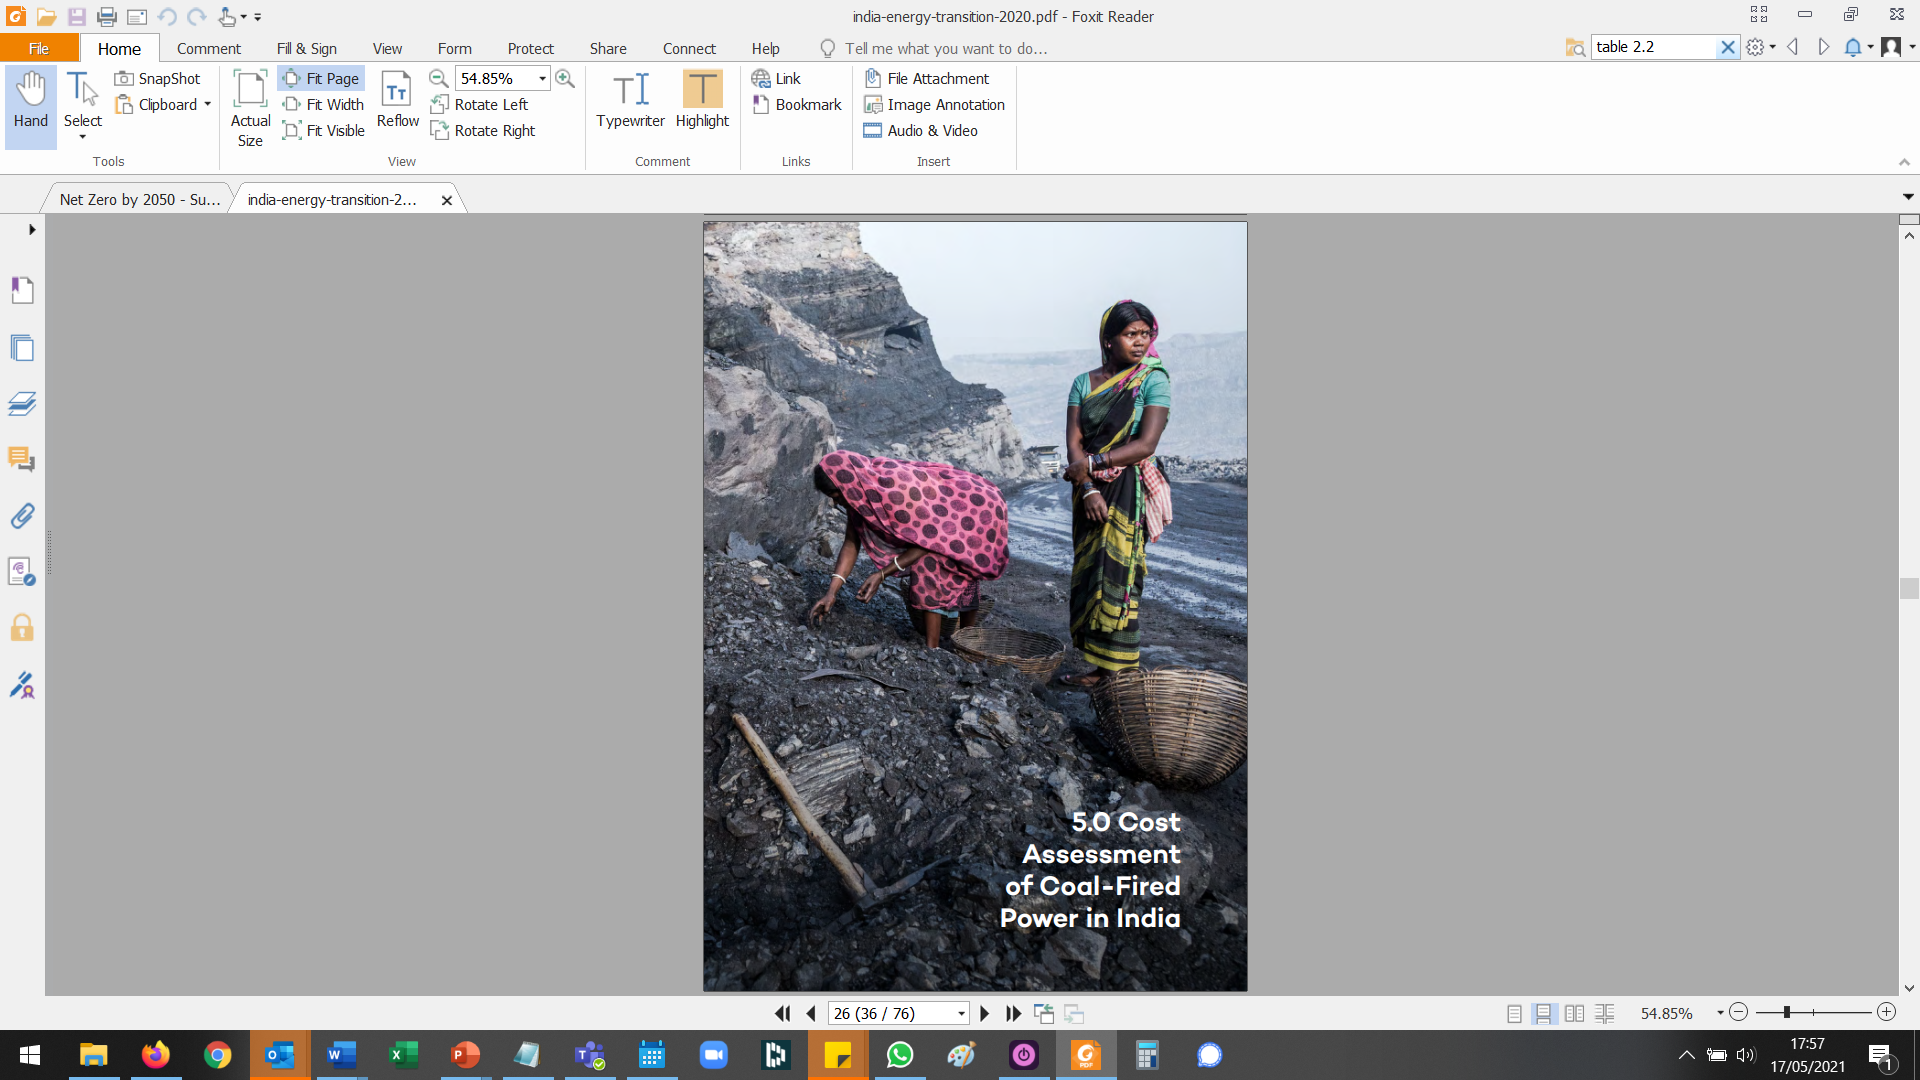 india-energy-transition-2020.pdf - Foxit Reader
File
Home
Comment
Fill & Sign
View
Form
Protect
Share
Connect
Help
Tell me what you want to do...
table 2.2
Hand
Select
SnapShot
Clipboard
Tools
Actual
Size
Fit Page
Fit Width
Fit Visible
Reflow
54.85%
Rotate Left
Rotate Right
View
Typewriter
Highlight
Comment
Link
Bookmark
Links
File Attachment
Image Annotation
Audio & Video
Insert
Net Zero by 2050 - Su...
india-energy-transition-2...
5.0 Cost
Assessment
of Coal-Fired
Power in India
26 (36 / 76)
54.85%
17:57
17/05/2021
1